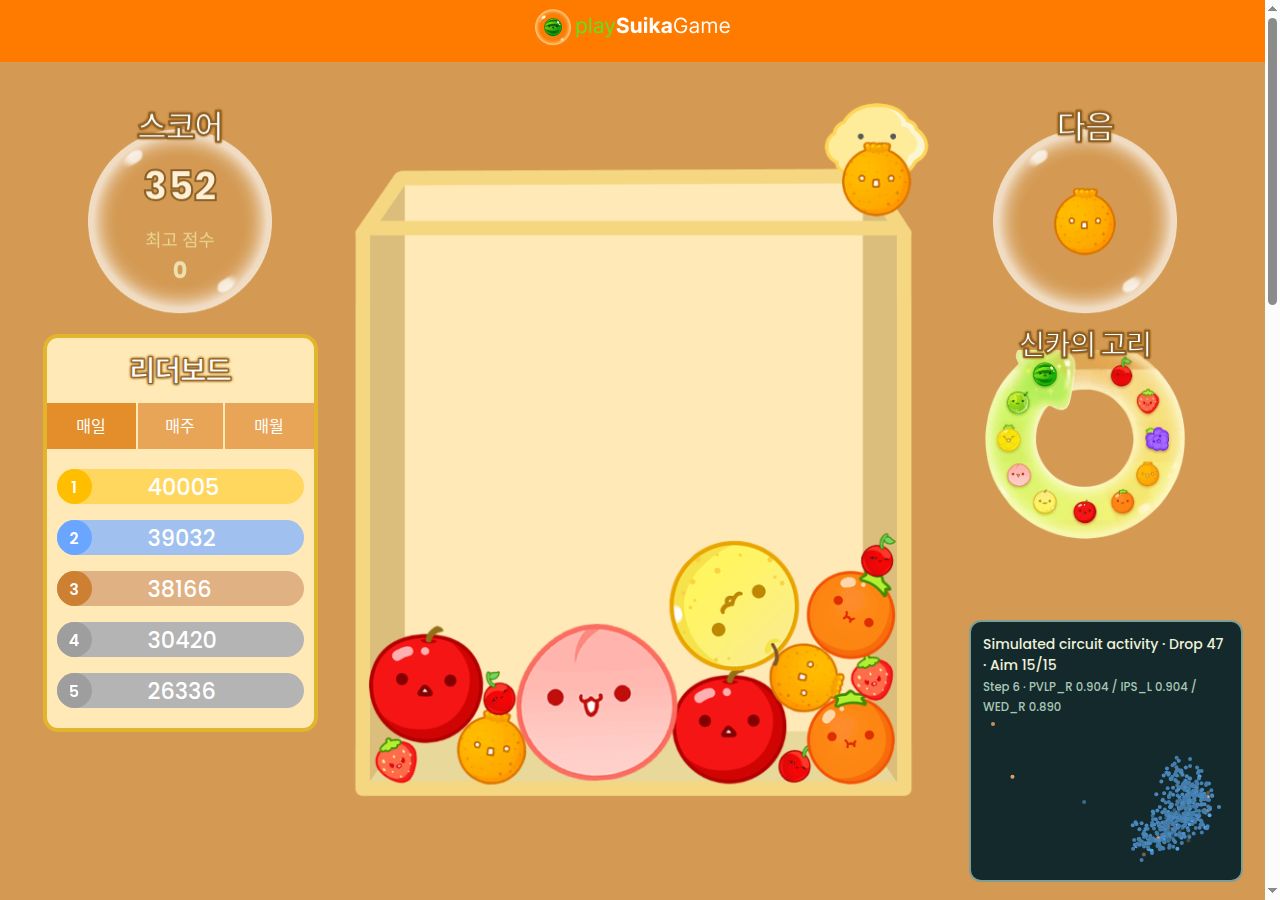 playSuikaGame
스코어
352
최고 점수
0
다음
신카의 고리
리더보드
매일 매주 매월
1 40005
2 39032
3 38166
4 30420
5 26336
Simulated circuit activity · Drop 47
· Aim 15/15
Step 6 · PVLP_R 0.904 / IPS_L 0.904 /
WED_R 0.890